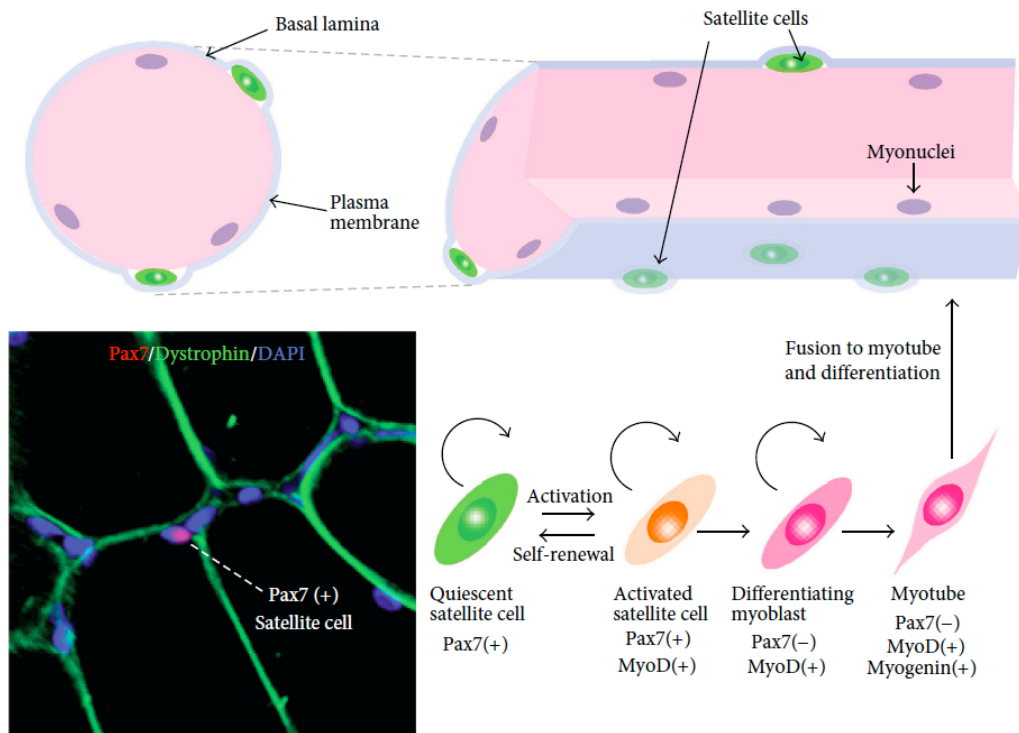 Basal lamina
Satellite cells
Myonuclei
Plasma
membrane
Pax7/Dystrophin/DAPI
Pax7 (+)
Satellite cell
Fusion to myotube
and differentiation
Activation
Self-renewal
Quiescent
satellite cell
Pax7(+)
Activated
satellite cell
Pax7(+)
MyoD(+)
Differentiating
myoblast
Pax7(−)
MyoD(+)
Myotube
Pax7(−)
MyoD(+)
Myogenin(+)